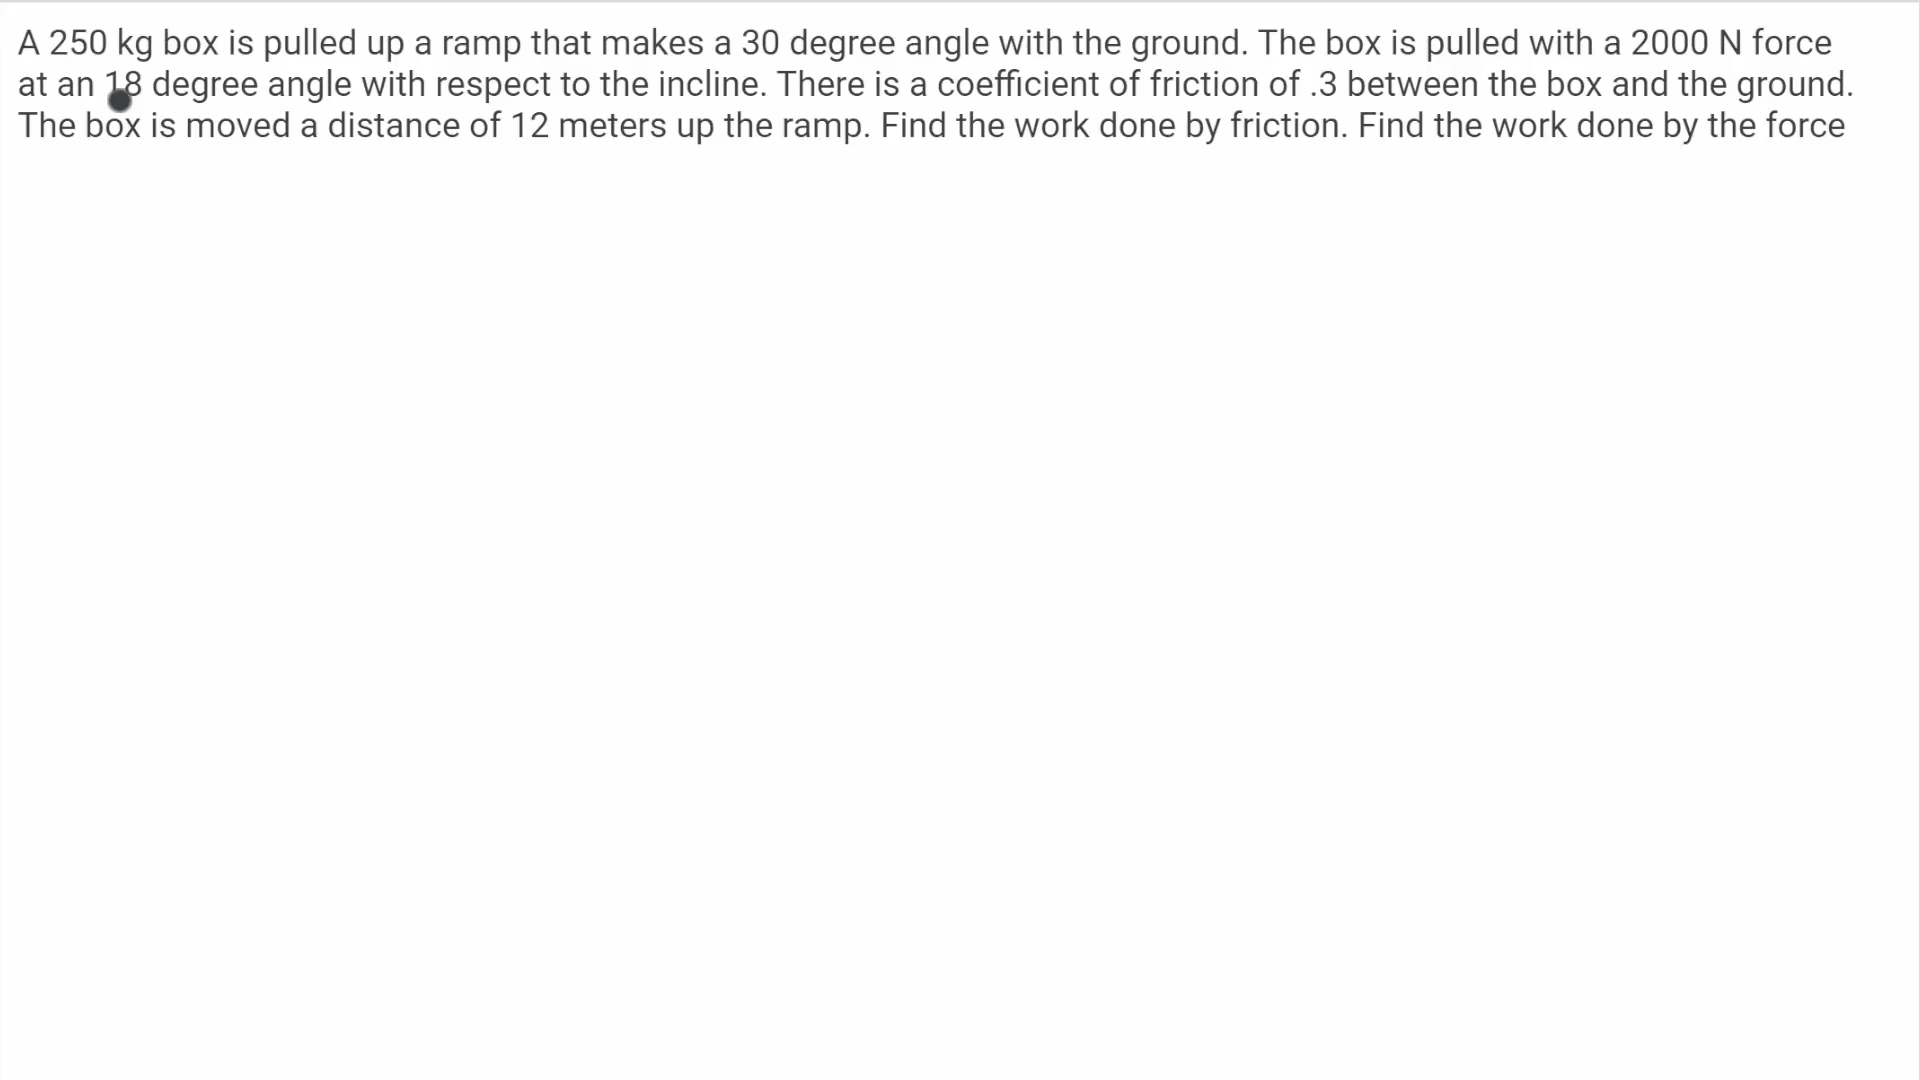 A 250 kg box is pulled up a ramp that makes a 30 degree angle with the ground. The box is pulled with a 2000 N force
at an 18 degree angle with respect to the incline. There is a coefficient of friction of .3 between the box and the ground.
The box is moved a distance of 12 meters up the ramp. Find the work done by friction. Find the work done by the force